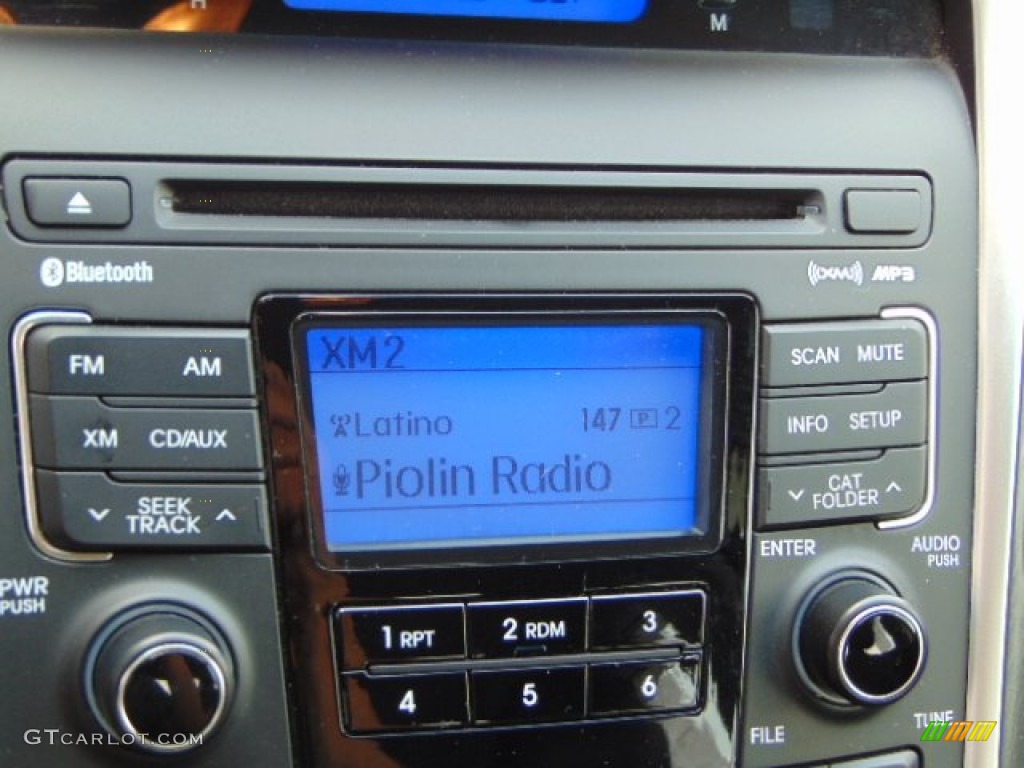 H
M
Bluetooth
XM MP3
FM AM
XM2
SCAN MUTE
XM CD/AUX
Latino 147 P 2
INFO SETUP
SEEK
TRACK
Piolin Radio
CAT
FOLDER
PWR
PUSH
ENTER
AUDIO
PUSH
1 RPT 2 RDM 3
4 5 6
FILE
TUNE
GTCARLOT.COM